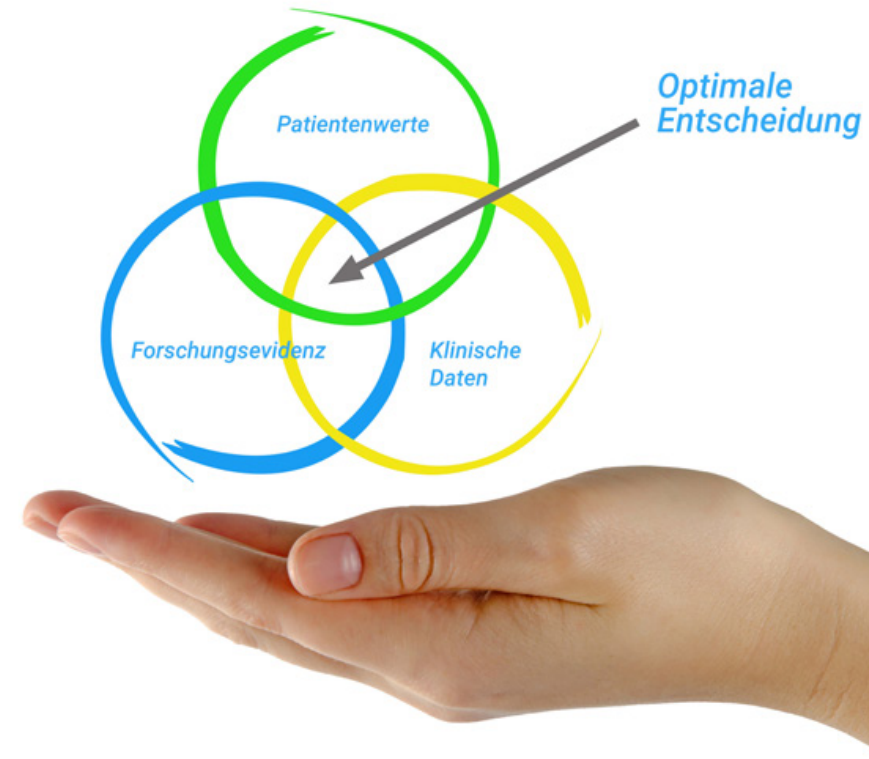 Optimale
Entscheidung
Patientenwerte
Forschungsevidenz
Klinische
Daten